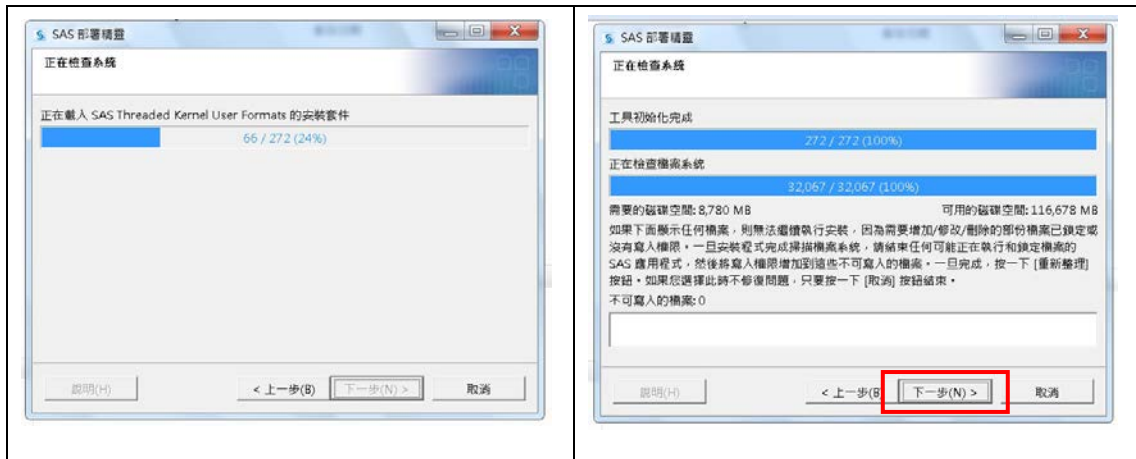 SAS 部署精靈
正在檢查系統
正在載入 SAS Threaded Kernel User Formats 的安裝套件
66 / 272 (24%)
說明(H)
< 上一步(B)
下一步(N) >
取消
SAS 部署精靈
正在檢查系統
工具初始化完成
272 / 272 (100%)
正在檢查檔案系統
32,067 / 32,067 (100%)
需要的磁碟空間: 8,780 MB
可用的磁碟空間: 116,678 MB
如果下面顯示任何檔案，則無法繼續執行安裝，因為需要增加/修改/刪除的部份檔案已鎖定或
沒有寫入權限。一旦安裝程式完成掃描檔案系統，請結束任何可能正在執行和鎖定檔案的
SAS 應用程式，然後將寫入權限增加到這些不可寫入的檔案。一旦完成，按一下 [重新整理]
按鈕。如果您選擇此時不修復問題，只要按一下 [取消] 按鈕結束。
不可寫入的檔案: 0
說明(H)
< 上一步(B
下一步(N) >
取消